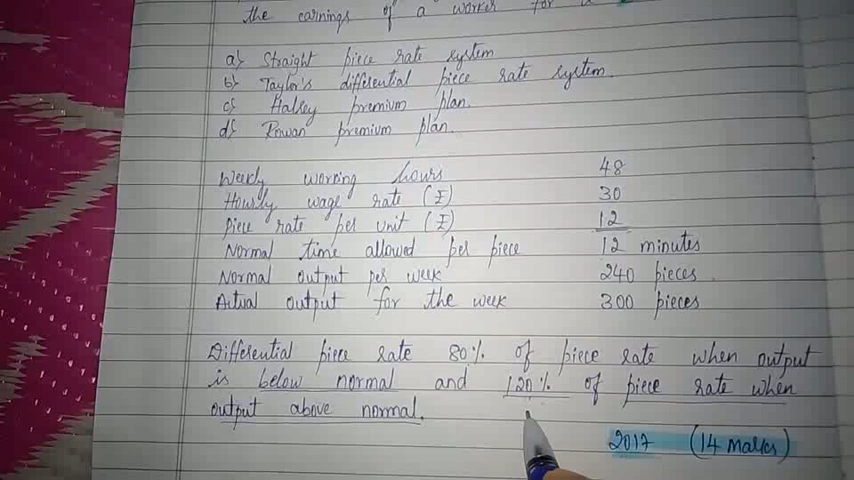 the earnings of a worker for a
a) Straight piece rate system
b) Taylor's differential piece rate system.
c) Halsey premium plan.
d) Rowan premium plan.
Weekly working hours 48
Hourly wage rate (₹) 30
Piece rate per unit (₹) 12
Normal time allowed per piece 12 minutes
Normal output per week 240 pieces
Actual output for the week 300 pieces
Differential piece rate 80% of piece rate when output
is below normal and 120% of piece rate when
output above normal.
2017 (14 Marks)